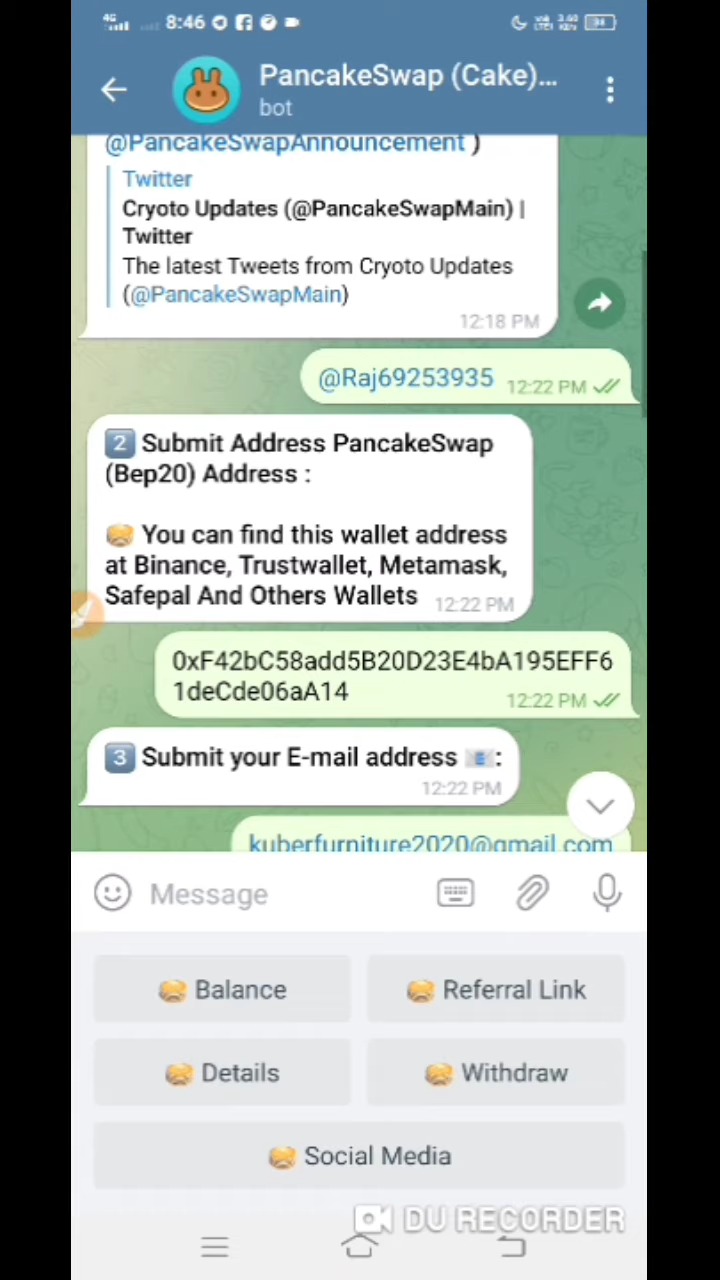 4G 8:46
PancakeSwap (Cake)...
bot
@PancakeSwapAnnouncement )
Twitter
Cryoto Updates (@PancakeSwapMain) |
Twitter
The latest Tweets from Cryoto Updates
(@PancakeSwapMain)
12:18 PM
@Raj69253935 12:22 PM
2 Submit Address PancakeSwap
(Bep20) Address :
You can find this wallet address
at Binance, Trustwallet, Metamask,
Safepal And Others Wallets 12:22 PM
0xF42bC58add5B20D23E4bA195EFF6
1deCde06aA14 12:22 PM
3 Submit your E-mail address :
12:22 PM
kuberfurniture2020@gmail.com
Message
Balance
Referral Link
Details
Withdraw
Social Media
DU RECORDER